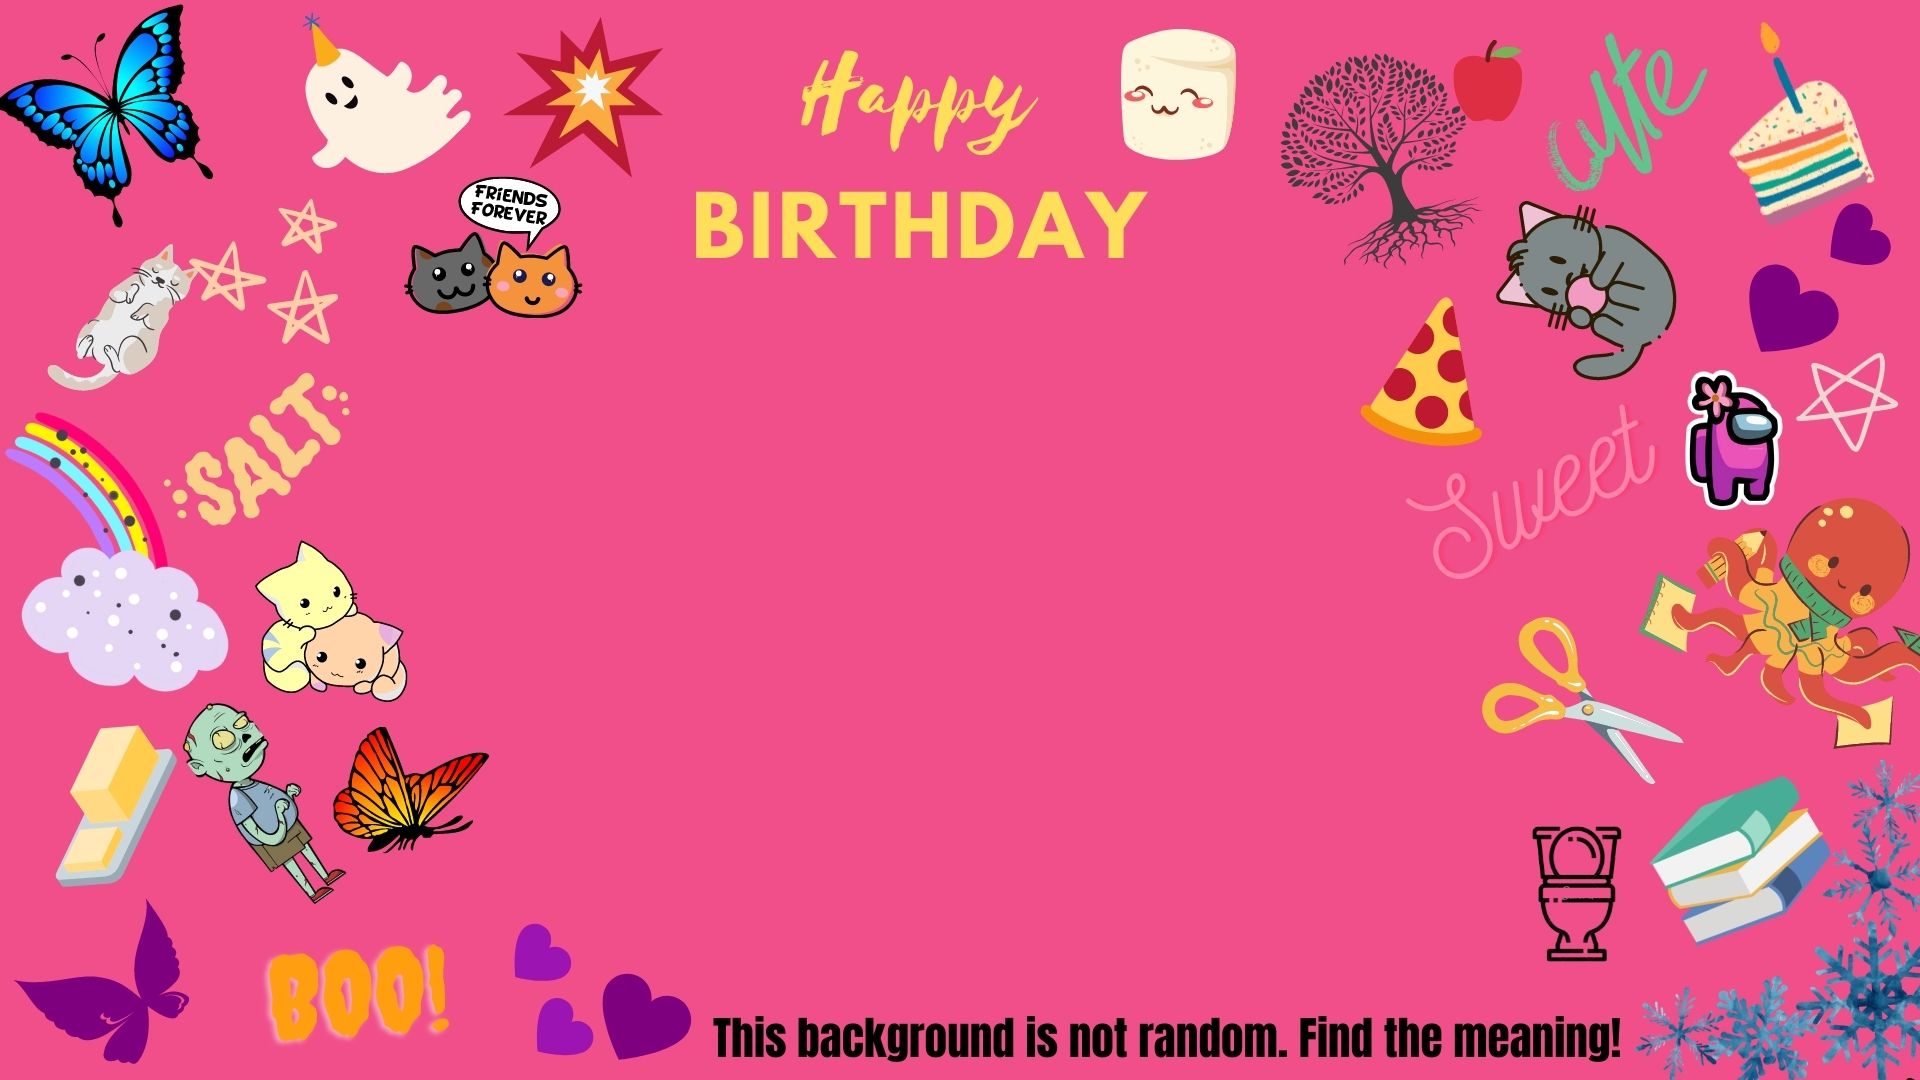 Happy
BIRTHDAY
cute
FRiENDS
FOREVER
SALT
Sweet
BOO!
This background is not random. Find the meaning!